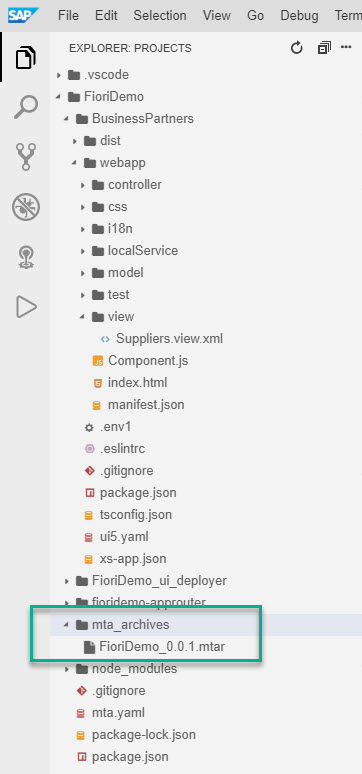 SAP File Edit Selection View Go Debug Term
EXPLORER: PROJECTS
.vscode
FioriDemo
BusinessPartners
dist
webapp
controller
css
i18n
localService
model
test
view
Suppliers.view.xml
JS Component.js
index.html
manifest.json
.env1
.eslintrc
.gitignore
package.json
tsconfig.json
ui5.yaml
xs-app.json
FioriDemo_ui_deployer
fioridemo-approuter
mta_archives
FioriDemo_0.0.1.mtar
node_modules
.gitignore
mta.yaml
package-lock.json
package.json